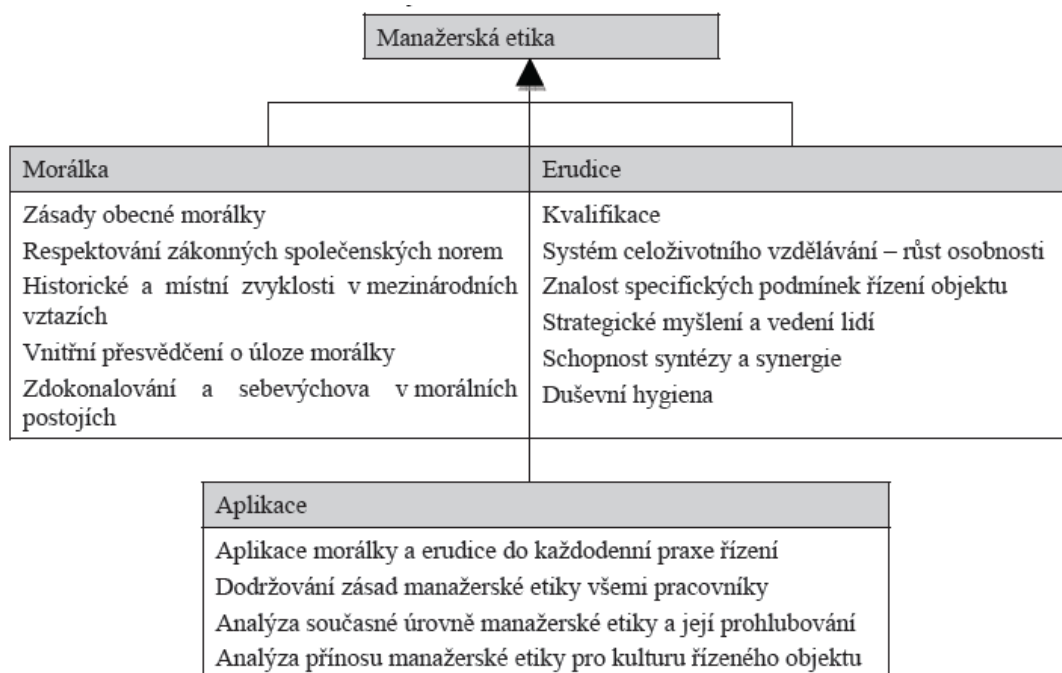 Manažerská etika
Morálka
Zásady obecné morálky
Respektování zákonných společenských norem
Historické a místní zvyklosti v mezinárodních
vztazích
Vnitřní přesvědčení o úloze morálky
Zdokonalování a sebevýchova v morálních
postojích
Erudice
Kvalifikace
Systém celoživotního vzdělávání – růst osobnosti
Znalost specifických podmínek řízení objektu
Strategické myšlení a vedení lidí
Schopnost syntézy a synergie
Duševní hygiena
Aplikace
Aplikace morálky a erudice do každodenní praxe řízení
Dodržování zásad manažerské etiky všemi pracovníky
Analýza současné úrovně manažerské etiky a její prohlubování
Analýza přínosu manažerské etiky pro kulturu řízeného objektu